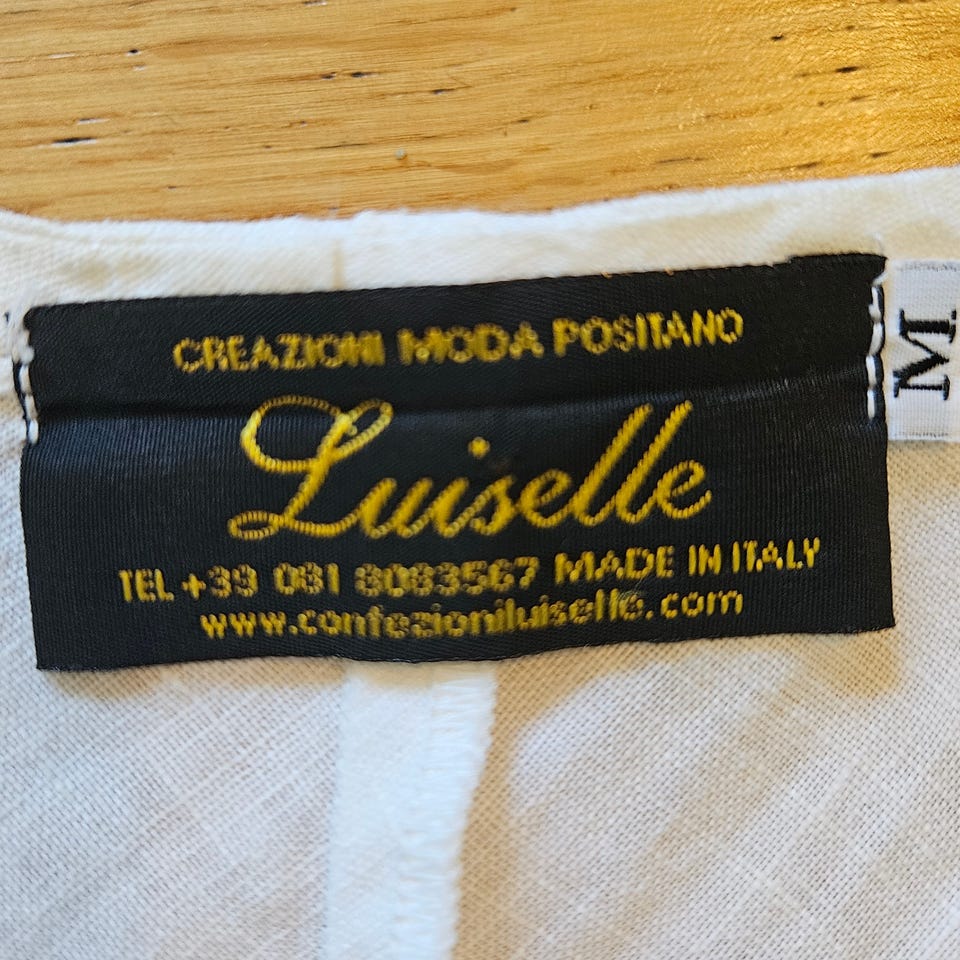 CREAZIONI MODA POSITANO
Luiselle
TEL +39 081 8083567 MADE IN ITALY
www.confezioniluiselle.com
M